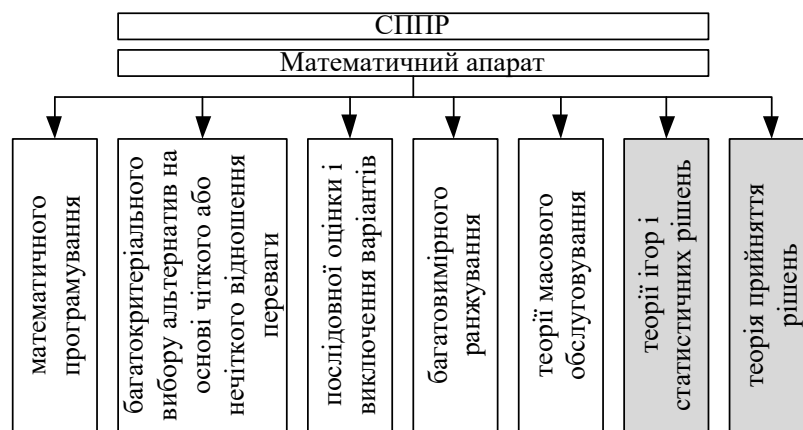 СППР
Математичний апарат
математичного
програмування
багатокритеріального
вибору альтернатив на
основі чіткого або
нечіткого відношення
переваги
послідовної оцінки і
виключення варіантів
багатовимірного
ранжування
теорії масового
обслуговування
теорії ігор і
статистичних рішень
теорія прийняття
рішень